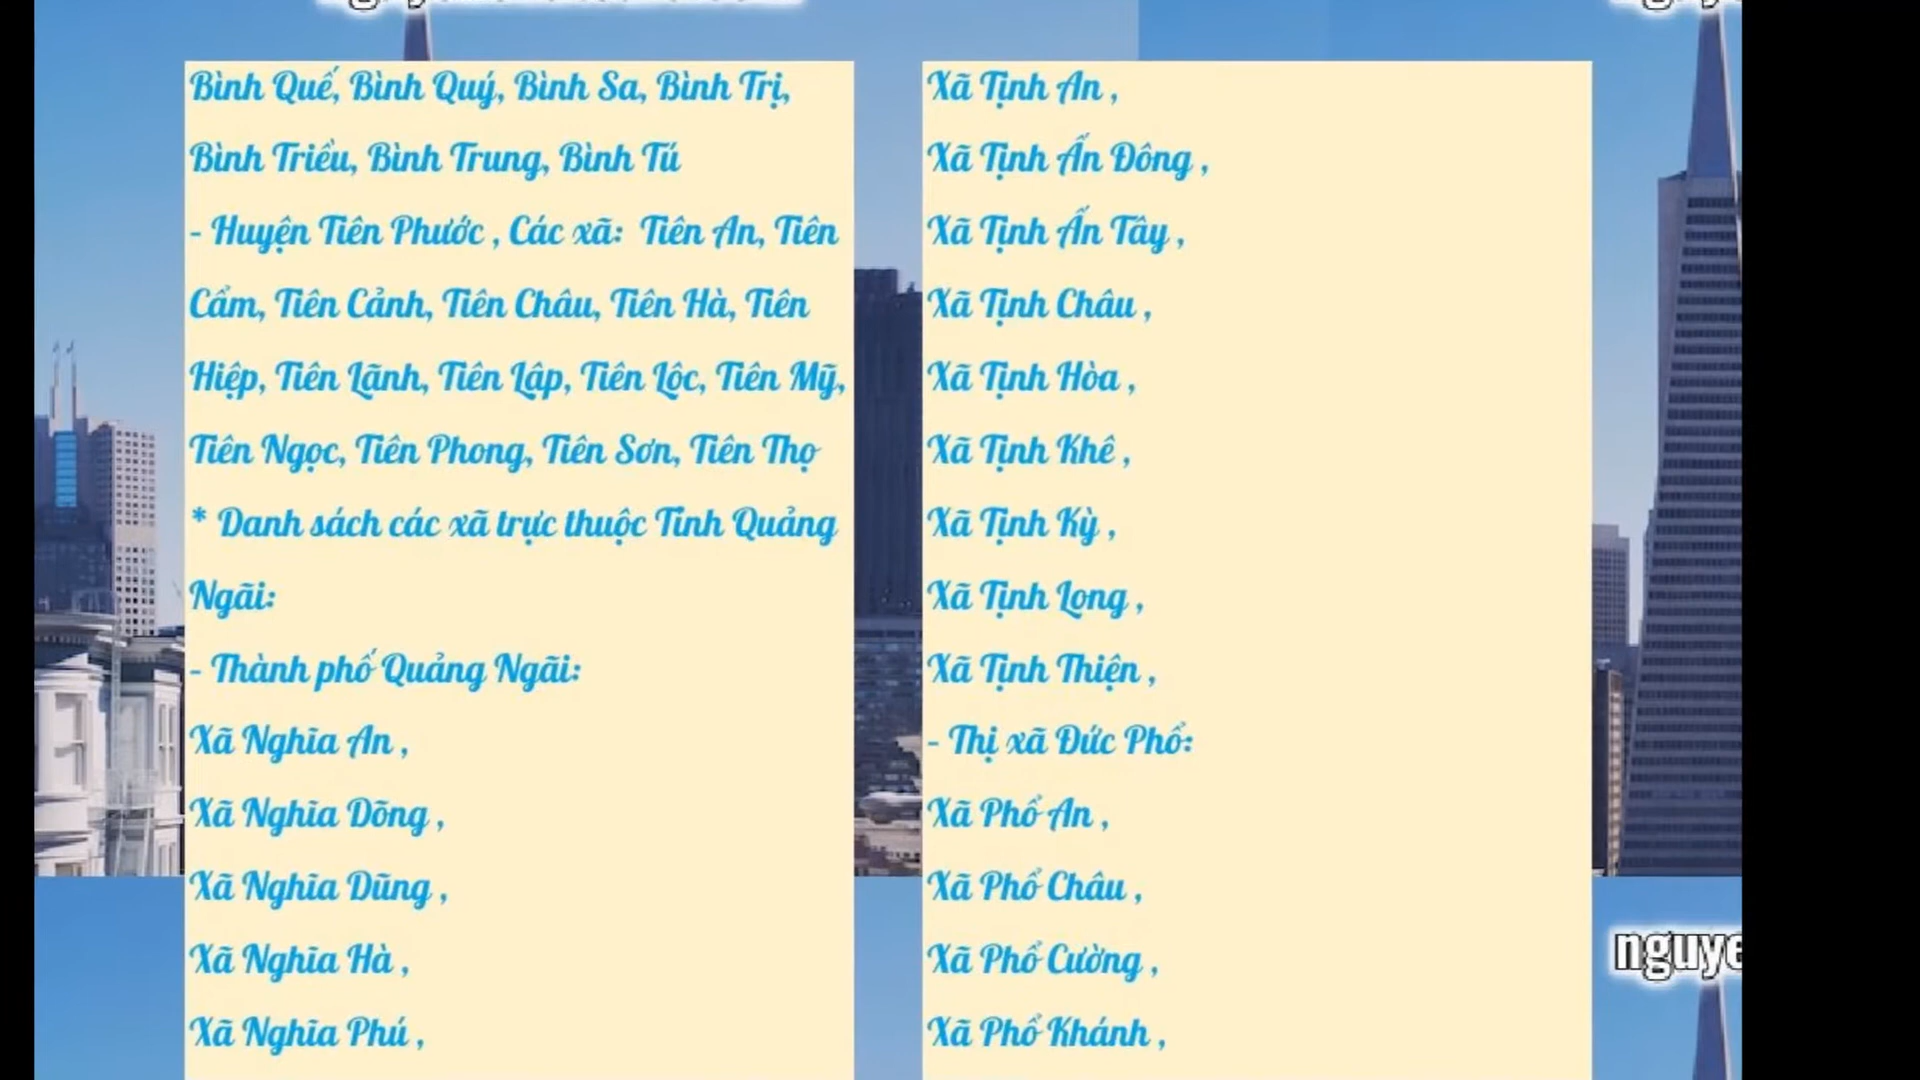 Bình Quế, Bình Quý, Bình Sa, Bình Trị,
Bình Triều, Bình Trung, Bình Tú
- Huyện Tiên Phước , Các xã: Tiên An, Tiên
Cẩm, Tiên Cảnh, Tiên Châu, Tiên Hà, Tiên
Hiệp, Tiên Lãnh, Tiên Lập, Tiên Lộc, Tiên Mỹ,
Tiên Ngọc, Tiên Phong, Tiên Sơn, Tiên Thọ
* Danh sách các xã trực thuộc Tỉnh Quảng
Ngãi:
- Thành phố Quảng Ngãi:
Xã Nghĩa An ,
Xã Nghĩa Dõng ,
Xã Nghĩa Dũng ,
Xã Nghĩa Hà ,
Xã Nghĩa Phú ,
Xã Tịnh An ,
Xã Tịnh Ấn Đông ,
Xã Tịnh Ấn Tây ,
Xã Tịnh Châu ,
Xã Tịnh Hòa ,
Xã Tịnh Khê ,
Xã Tịnh Kỳ ,
Xã Tịnh Long ,
Xã Tịnh Thiện ,
- Thị xã Đức Phổ:
Xã Phổ An ,
Xã Phổ Châu ,
Xã Phổ Cường ,
Xã Phổ Khánh ,
nguye